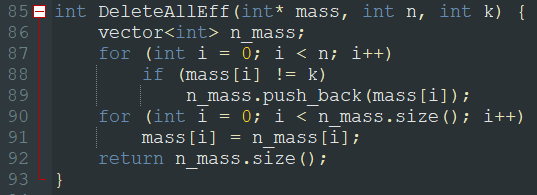 85 int DeleteAllEff(int* mass, int n, int k) {
86 vector<int> n_mass;
87 for (int i = 0; i < n; i++)
88 if (mass[i] != k)
89 n_mass.push_back(mass[i]);
90 for (int i = 0; i < n_mass.size(); i++)
91 mass[i] = n_mass[i];
92 return n_mass.size();
93 }